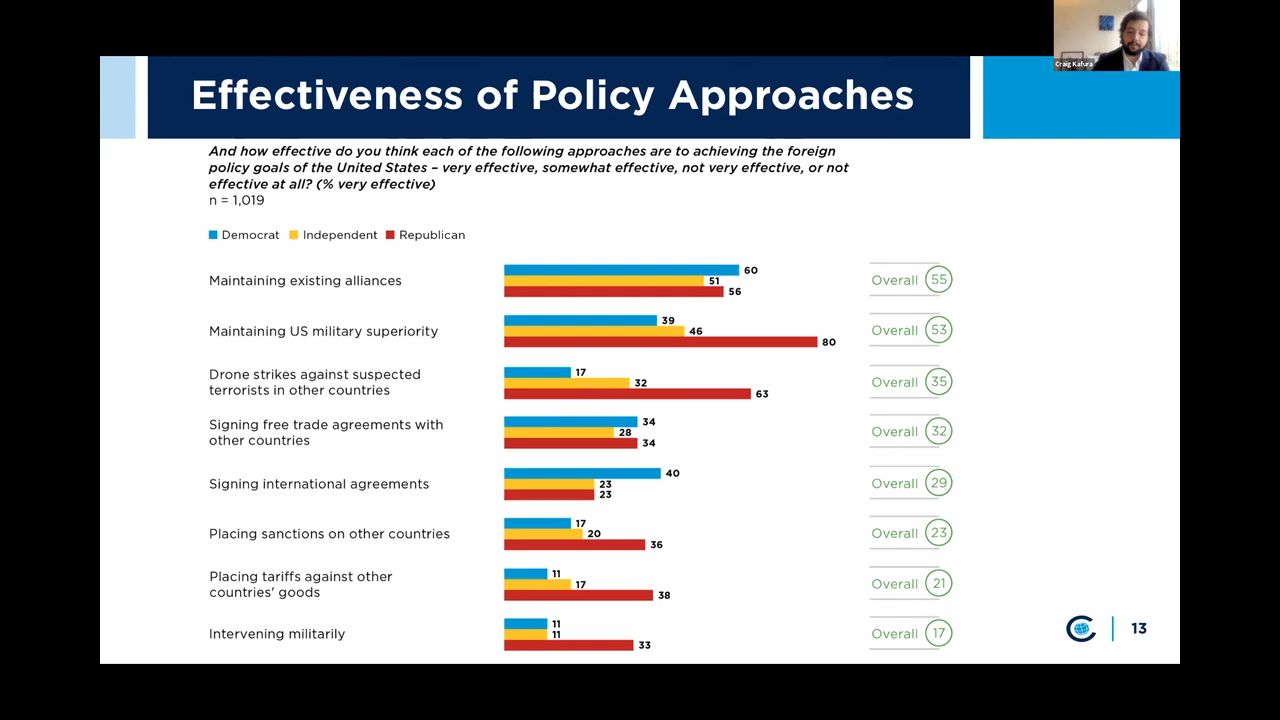 Craig Kafura
Effectiveness of Policy Approaches
And how effective do you think each of the following approaches are to achieving the foreign
policy goals of the United States – very effective, somewhat effective, not very effective, or not
effective at all? (% very effective)
n = 1,019
Democrat Independent Republican
Maintaining existing alliances
60
51
56
Overall 55
Maintaining US military superiority
39
46
80
Overall 53
Drone strikes against suspected
terrorists in other countries
17
32
63
Overall 35
Signing free trade agreements with
other countries
34
28
34
Overall 32
Signing international agreements
40
23
23
Overall 29
Placing sanctions on other countries
17
20
36
Overall 23
Placing tariffs against other
countries' goods
11
17
38
Overall 21
Intervening militarily
11
11
33
Overall 17
13